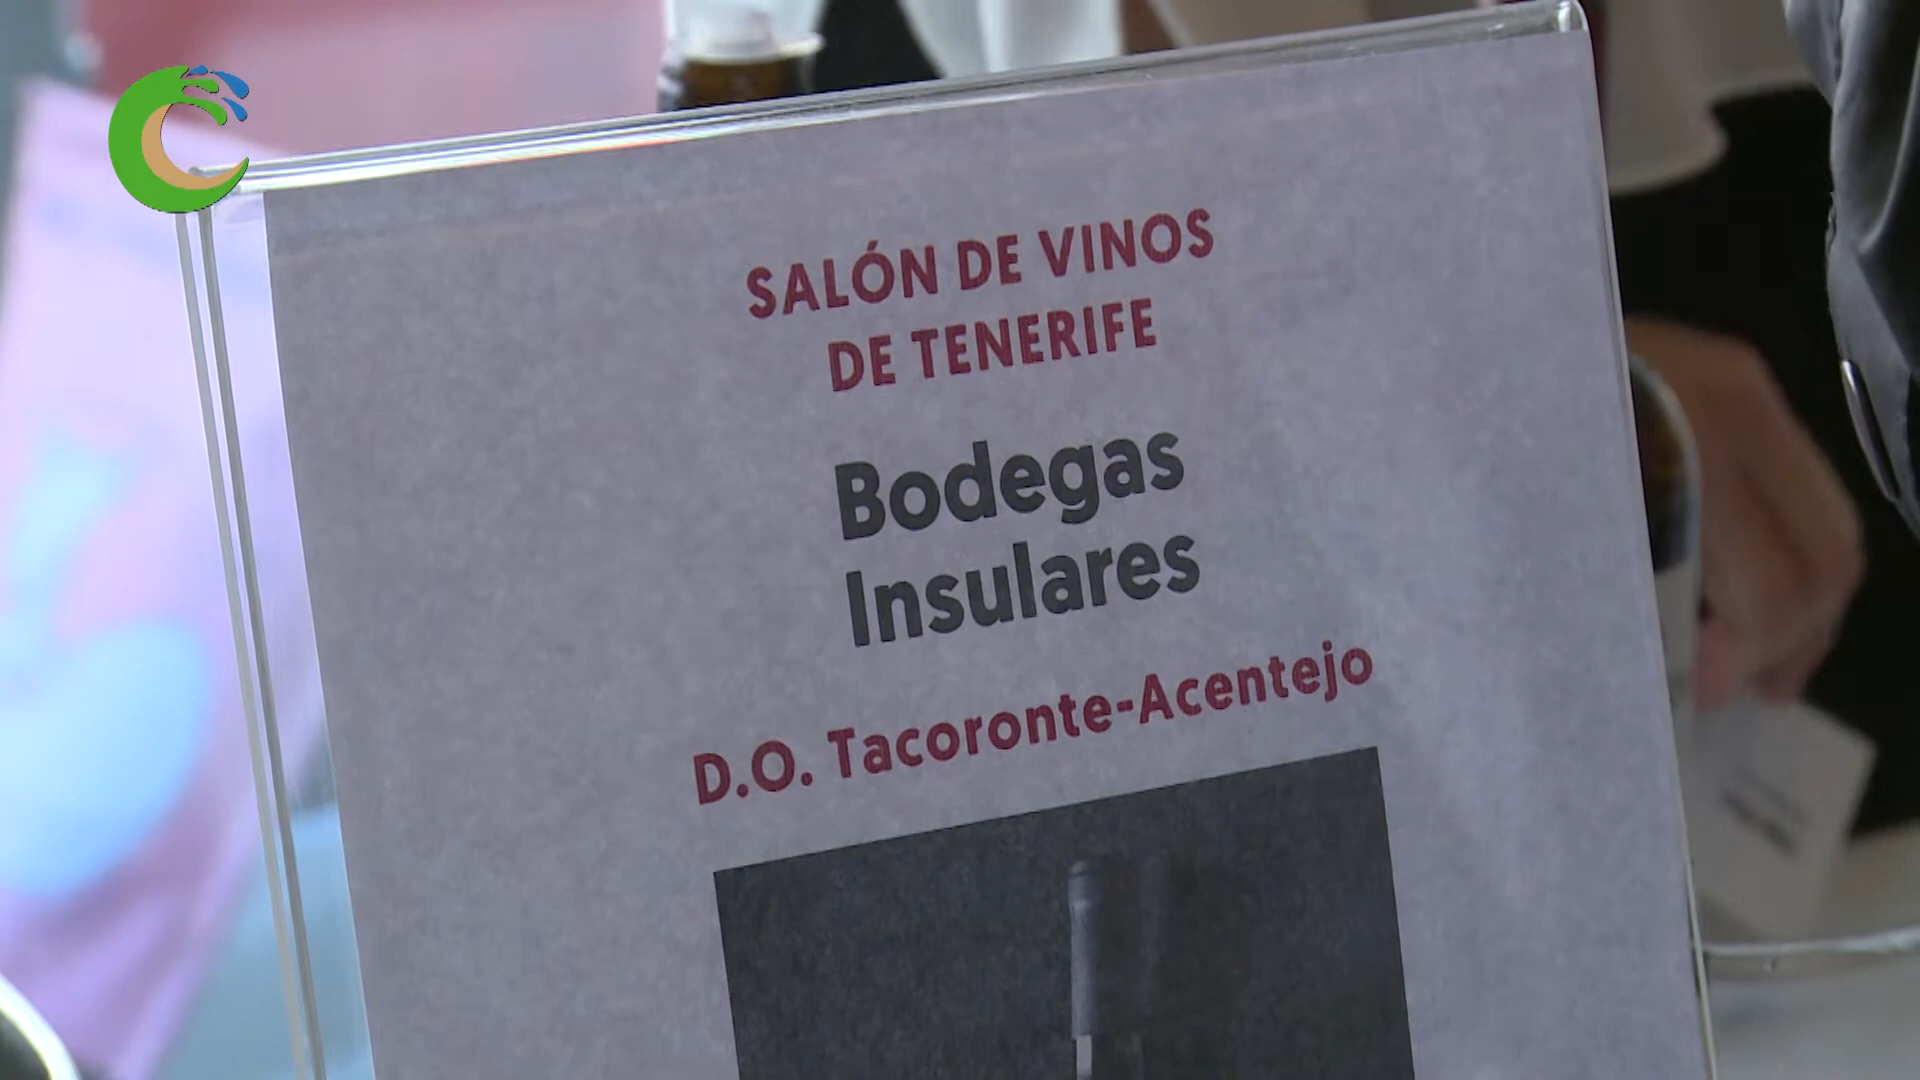 SALÓN DE VINOS
DE TENERIFE
Bodegas
Insulares
D.O. Tacoronte-Acentejo